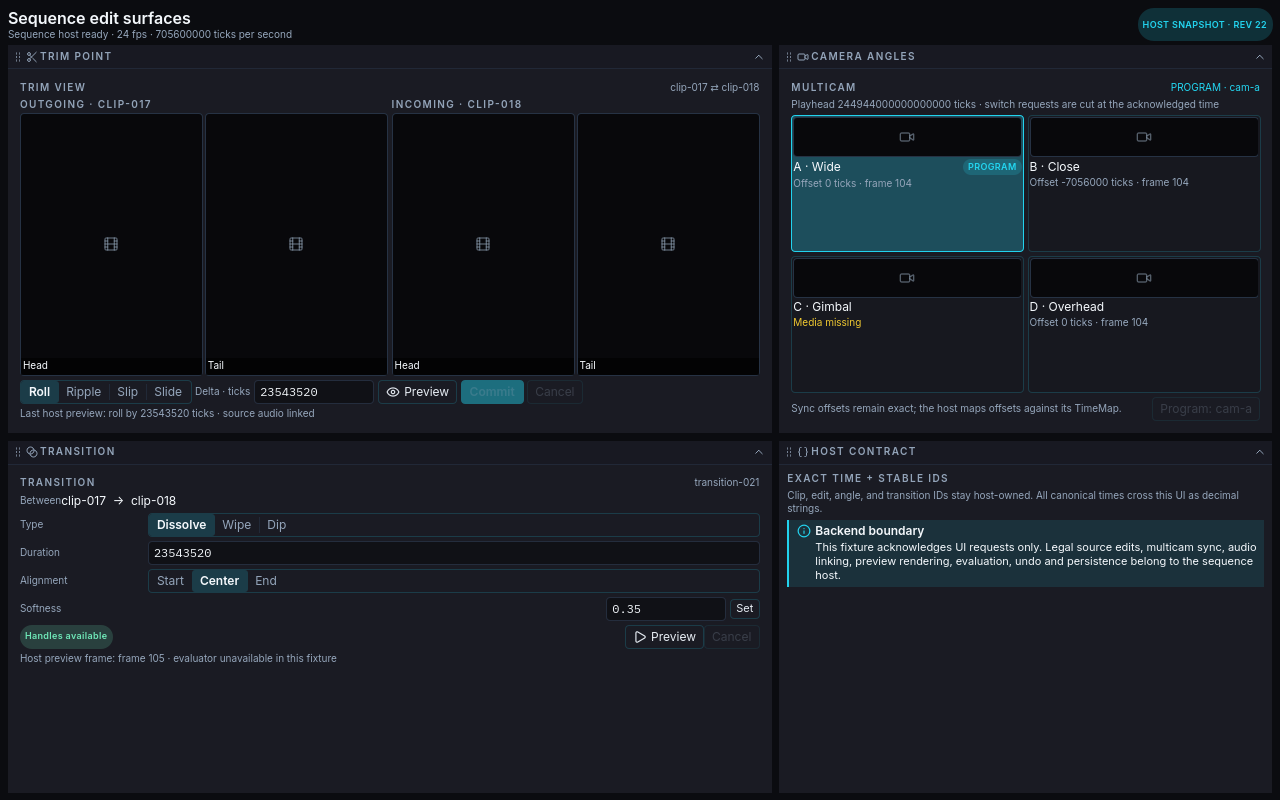 Sequence edit surfaces
Sequence host ready · 24 fps · 705600000 ticks per second
HOST SNAPSHOT · REV 22
TRIM POINT
TRIM VIEW
clip-017 ⇄ clip-018
OUTGOING · CLIP-017
INCOMING · CLIP-018
Head
Tail
Head
Tail
Roll
Ripple
Slip
Slide
Delta · ticks
23543520
Preview
Commit
Cancel
Last host preview: roll by 23543520 ticks · source audio linked
CAMERA ANGLES
MULTICAM
PROGRAM · cam-a
Playhead 244944000000000000 ticks · switch requests are cut at the acknowledged time
A · Wide
PROGRAM
Offset 0 ticks · frame 104
B · Close
Offset -7056000 ticks · frame 104
C · Gimbal
Media missing
D · Overhead
Offset 0 ticks · frame 104
Sync offsets remain exact; the host maps offsets against its TimeMap.
Program: cam-a
TRANSITION
TRANSITION
transition-021
Between clip-017 → clip-018
Type
Dissolve
Wipe
Dip
Duration
23543520
Alignment
Start
Center
End
Softness
0.35
Set
Handles available
Preview
Cancel
Host preview frame: frame 105 · evaluator unavailable in this fixture
HOST CONTRACT
EXACT TIME + STABLE IDS
Clip, edit, angle, and transition IDs stay host-owned. All canonical times cross this UI as decimal
strings.
Backend boundary
This fixture acknowledges UI requests only. Legal source edits, multicam sync, audio
linking, preview rendering, evaluation, undo and persistence belong to the sequence
host.